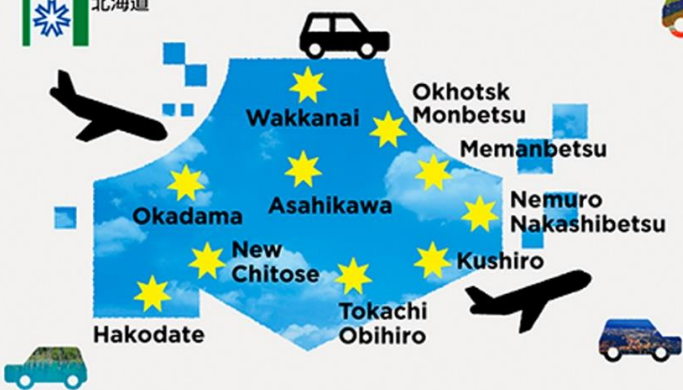 北海道
Wakkanai
Okhotsk
Monbetsu
Memanbetsu
Okadama
Asahikawa
Nemuro
Nakashibetsu
New
Chitose
Kushiro
Hakodate
Tokachi
Obihiro